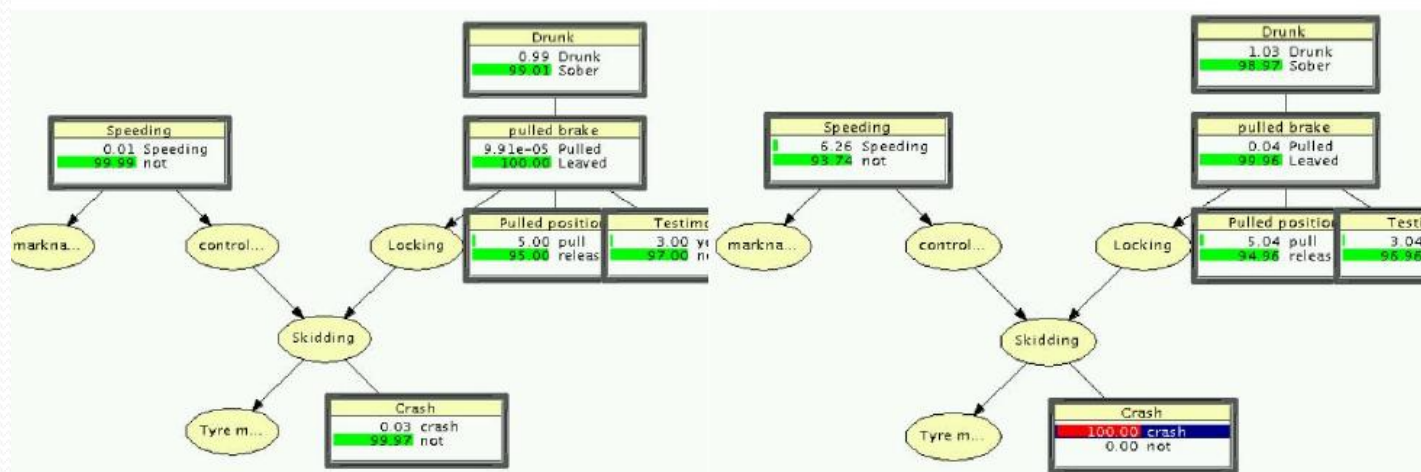 Drunk
0.99 Drunk
99.01 Sober
Speeding
0.01 Speeding
99.99 not
pulled brake
9.91e-05 Pulled
100.00 Leaved
markna...
control...
Locking
Pulled position
5.00 pull
95.00 releas
Testimo
3.00 y
97.00 n
Skidding
Tyre m...
Crash
0.03 crash
99.97 not
Drunk
1.03 Drunk
98.97 Sober
Speeding
6.26 Speeding
93.74 not
pulled brake
0.04 Pulled
99.96 Leaved
markna...
control...
Locking
Pulled position
5.04 pull
94.96 releas
Test
3.04
96.96
Skidding
Tyre m...
Crash
100.00 crash
0.00 not